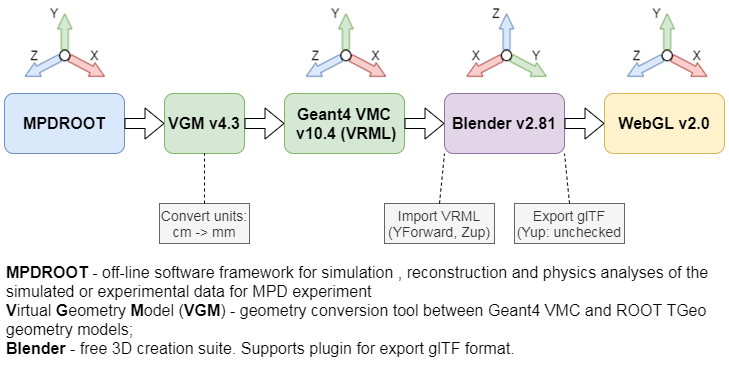 Y
Z
X
Y
Z
X
Z
X
Y
Y
Z
X
MPDROOT
VGM v4.3
Geant4 VMC
v10.4 (VRML)
Blender v2.81
WebGL v2.0
Convert units:
cm -> mm
Import VRML
(YForward, Zup)
Export glTF
(Yup: unchecked
MPDROOT - off-line software framework for simulation , reconstruction and physics analyses of the
simulated or experimental data for MPD experiment
Virtual Geometry Model (VGM) - geometry conversion tool between Geant4 VMC and ROOT TGeo
geometry models;
Blender - free 3D creation suite. Supports plugin for export glTF format.